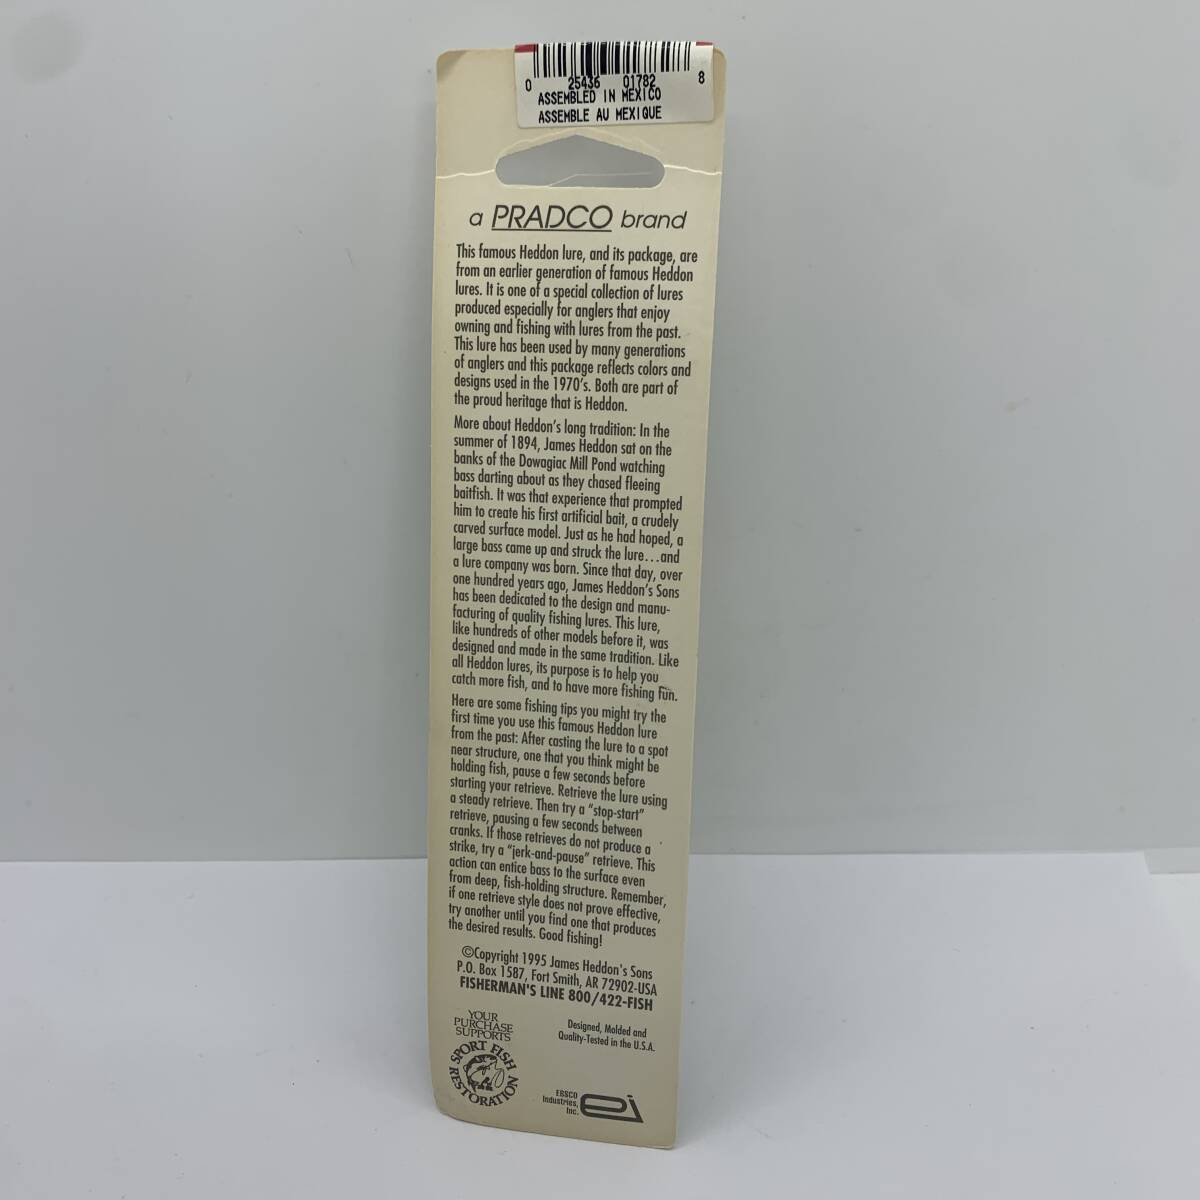 0 25436 01782 8
ASSEMBLED IN MEXICO
ASSEMBLE AU MEXIQUE
a PRADCO brand
This famous Heddon lure, and its package, are
from an earlier generation of famous Heddon
lures. It is one of a special collection of lures
produced especially for anglers that enjoy
owning and fishing with lures from the past.
This lure has been used by many generations
of anglers and this package reflects colors and
designs used in the 1970's. Both are part of
the proud heritage that is Heddon.
More about Heddon's long tradition: In the
summer of 1894, James Heddon sat on the
banks of the Dowagiac Mill Pond watching
bass darting about as they chased fleeing
baitfish. It was that experience that prompted
him to create his first artificial bait, a crudely
carved surface model. Just as he had hoped, a
large bass came up and struck the lure...and
a lure company was born. Since that day, over
one hundred years ago, James Heddon's Sons
has been dedicated to the design and manu-
facturing of quality fishing lures. This lure,
like hundreds of other models before it, was
designed and made in the same tradition. Like
all Heddon lures, its purpose is to help you
catch more fish, and to have more fishing fun.
Here are some fishing tips you might try the
first time you use this famous Heddon lure
from the past: After casting the lure to a spot
near structure, one that you think might be
holding fish, pause a few seconds before
starting your retrieve. Retrieve the lure using
a steady retrieve. Then try a "stop-start"
retrieve, pausing a few seconds between
cranks. If those retrieves do not produce a
strike, try a "jerk-and-pause" retrieve. This
action can entice bass to the surface even
from deep, fish-holding structure. Remember,
if one retrieve style does not prove effective,
try another until you find one that produces
the desired results. Good fishing!
©Copyright 1995 James Heddon's Sons
P.O. Box 1587, Fort Smith, AR 72902-USA
FISHERMAN'S LINE 800/422-FISH
YOUR
PURCHASE
SUPPORTS
SPORT FISH
RESTORATION
Designed, Molded and
Quality-Tested in the U.S.A.
EBSCO
Industries,
Inc.
ei